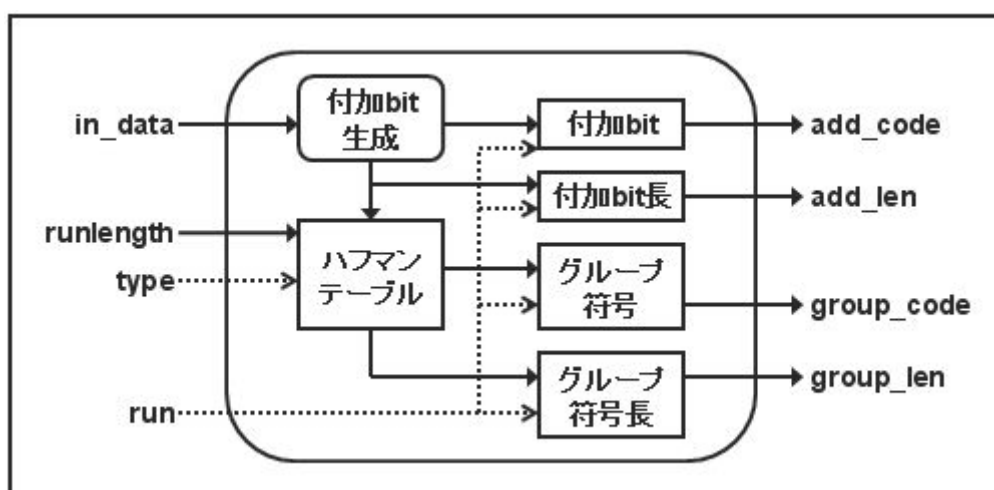 in_data
付加bit
生成
付加bit
add_code
付加bit長
add_len
runlength
type
ハフマン
テーブル
グループ
符号
group_code
グループ
符号長
group_len
run